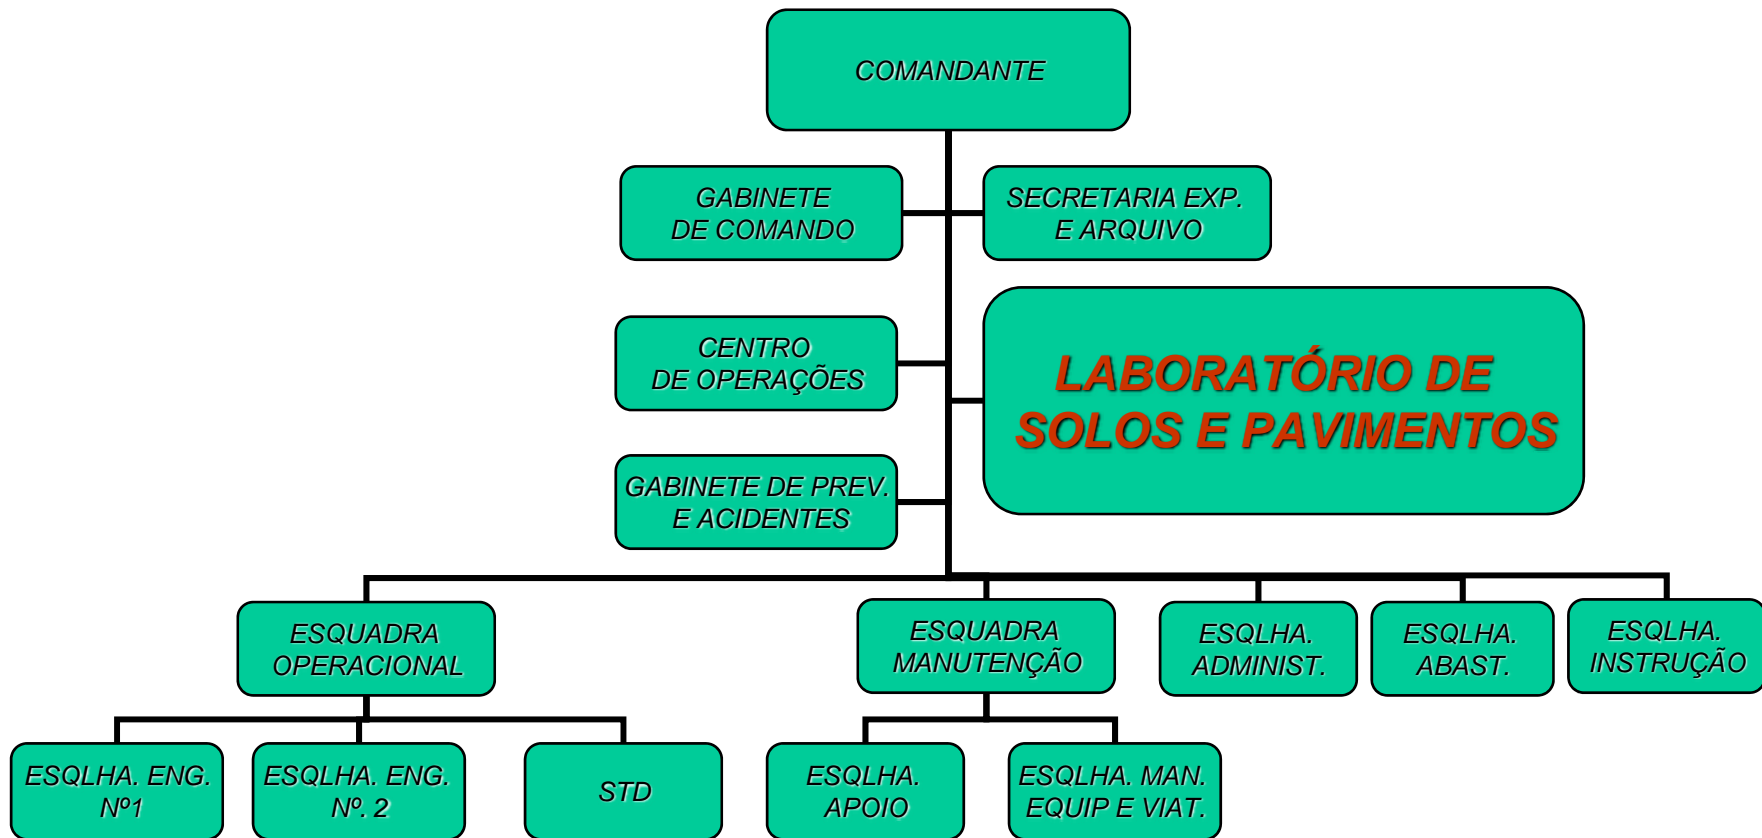 COMANDANTE
GABINETE
DE COMANDO
SECRETARIA EXP.
E ARQUIVO
CENTRO
DE OPERAÇÕES
LABORATÓRIO DE
SOLOS E PAVIMENTOS
GABINETE DE PREV.
E ACIDENTES
ESQUADRA
OPERACIONAL
ESQUADRA
MANUTENÇÃO
ESQLHA.
ADMINIST.
ESQLHA.
ABAST.
ESQLHA.
INSTRUÇÃO
ESQLHA. ENG.
Nº1
ESQLHA. ENG.
Nº. 2
STD
ESQLHA.
APOIO
ESQLHA. MAN.
EQUIP E VIAT.